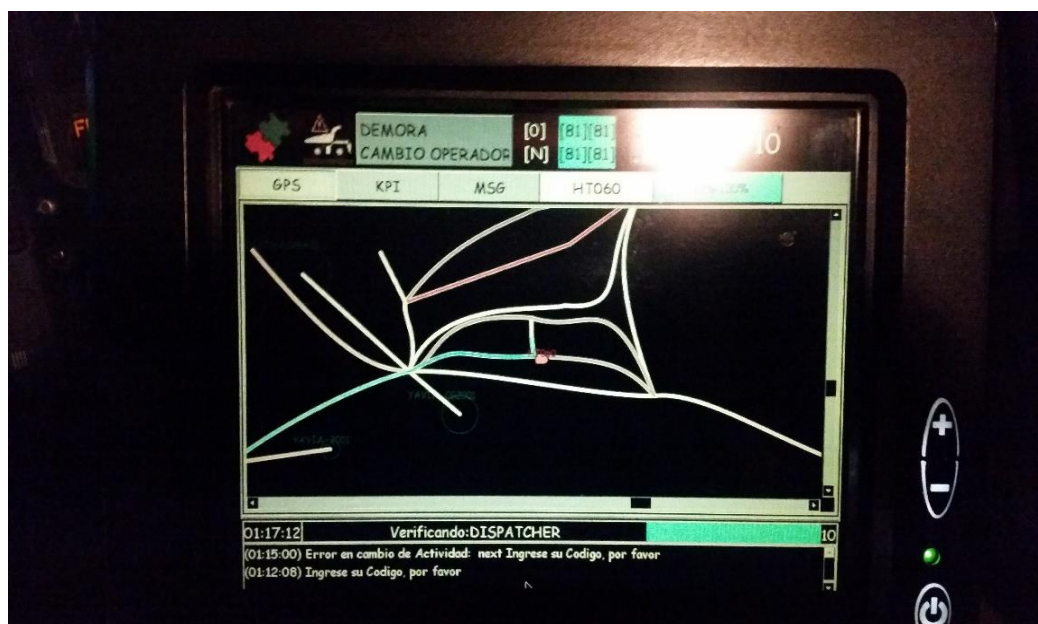 DEMORA [0] [81][81]
CAMBIO OPERADOR [N] [81][81]
GPS KPI MSG HT060
01:17:12 Verificando:DISPATCHER 10
(01:15:00) Error en cambio de Actividad: next Ingrese su Codigo, por favor
(01:12:08) Ingrese su Codigo, por favor